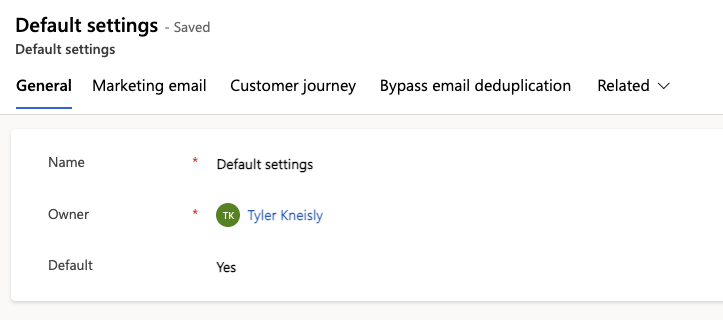 Default settings - Saved
Default settings
General Marketing email Customer journey Bypass email deduplication Related
Name * Default settings
Owner * TK Tyler Kneisly
Default Yes